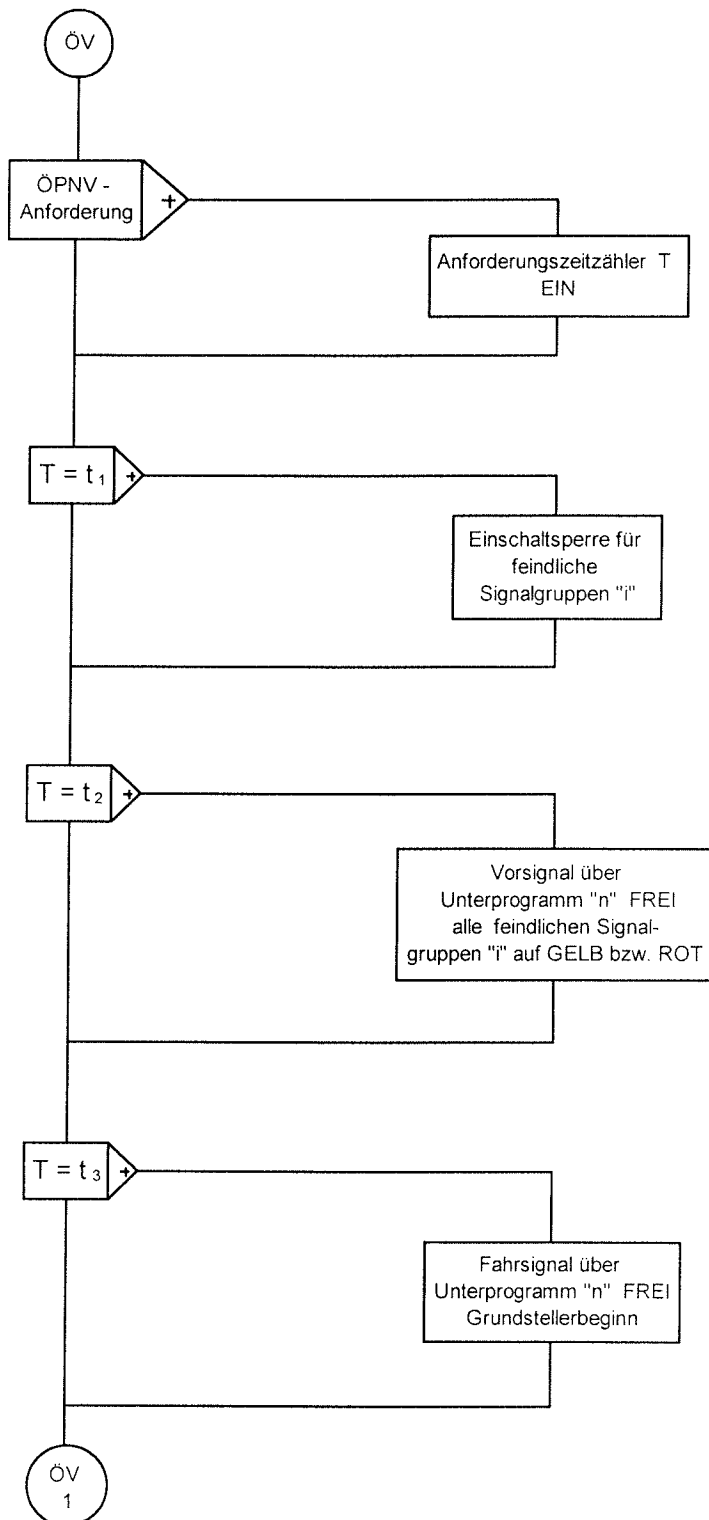 ÖV
ÖPNV -
Anforderung
+
Anforderungszeitzähler T
EIN
T = t₁
+
Einschaltsperre für
feindliche
Signalgruppen "i"
T = t₂
+
Vorsignal über
Unterprogramm "n" FREI
alle feindlichen Signal-
gruppen "i" auf GELB bzw. ROT
T = t₃
+
Fahrsignal über
Unterprogramm "n" FREI
Grundstellerbeginn
ÖV
1